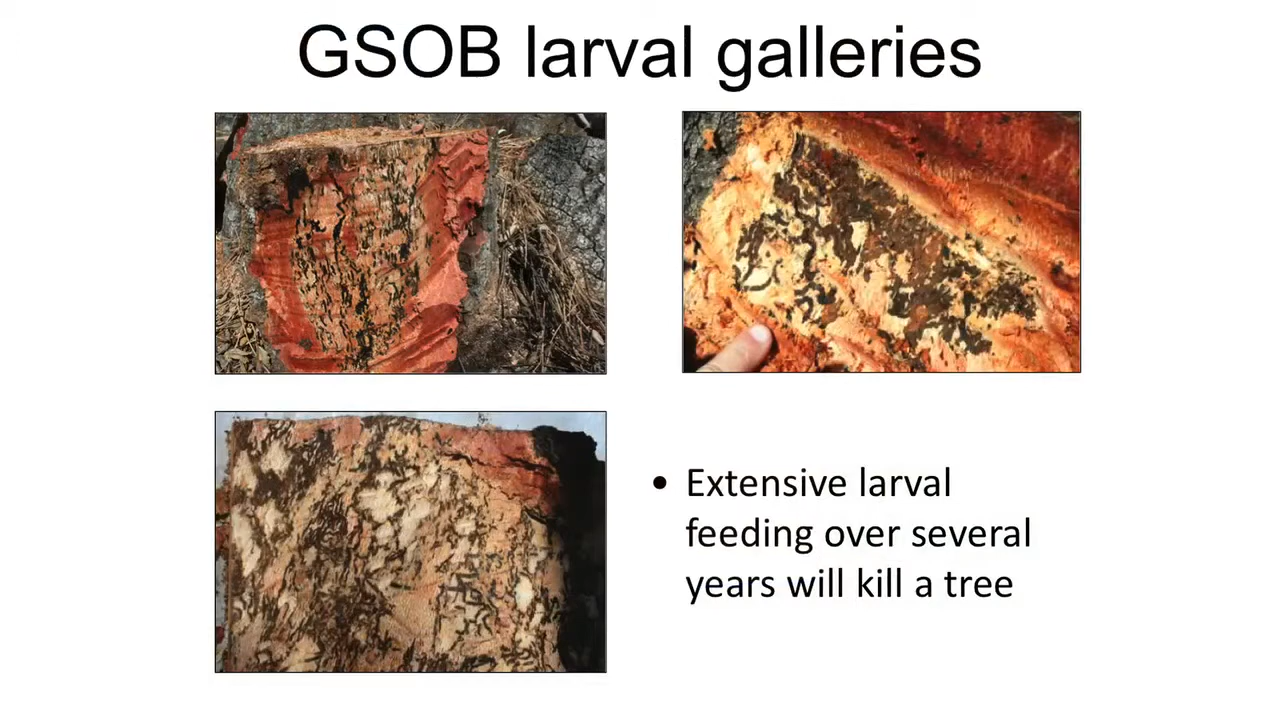 GSOB larval galleries
• Extensive larval
feeding over several
years will kill a tree